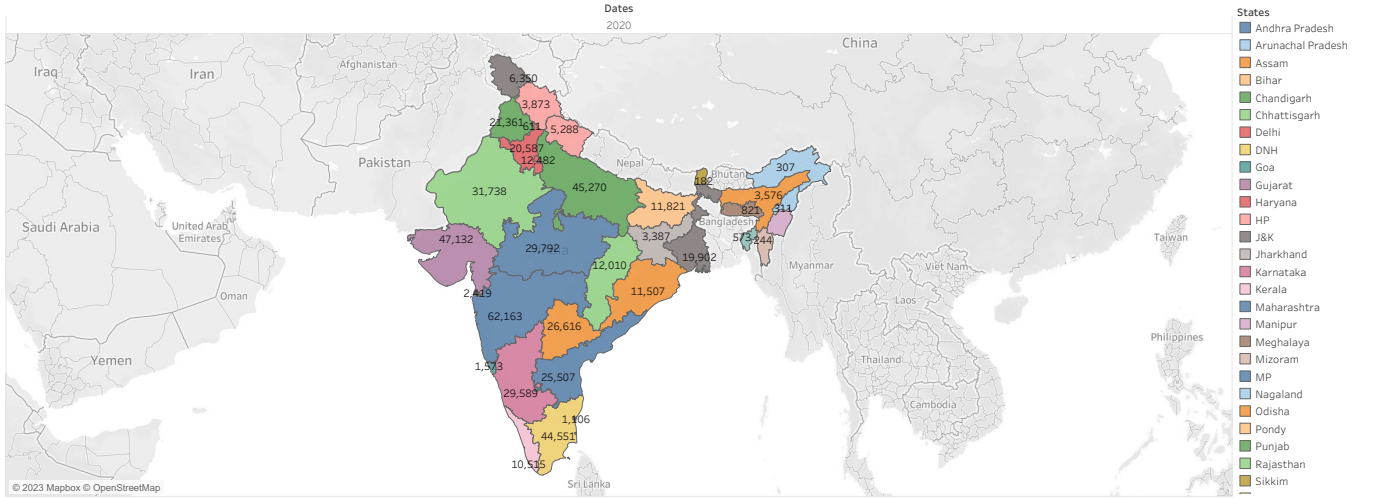 Dates
2020
States
Andhra Pradesh
Arunachal Pradesh
Assam
Bihar
Chandigarh
Chhattisgarh
Delhi
DNH
Goa
Gujarat
Haryana
HP
J&K
Jharkhand
Karnataka
Kerala
Maharashtra
Manipur
Meghalaya
Mizoram
MP
Nagaland
Odisha
Pondy
Punjab
Rajasthan
Sikkim
China
Iraq
Iran
Afghanistan
6,350
3,873
21,361
611
5,288
20,587
12,482
Pakistan
Nepal
Bhutan
307
182
31,738
45,270
3,576
11,821
821
311
Saudi Arabia
United Arab
Emirates
Bangladesh
47,132
29,792
3,387
573
244
Taiwan
19,902
12,010
Myanmar
Viet Nam
Oman
2,419
11,507
Laos
62,163
26,616
Yemen
1,573
25,507
Thailand
Philippines
29,589
Cambodia
1,106
44,551
10,515
Sri Lanka
© 2023 Mapbox © OpenStreetMap